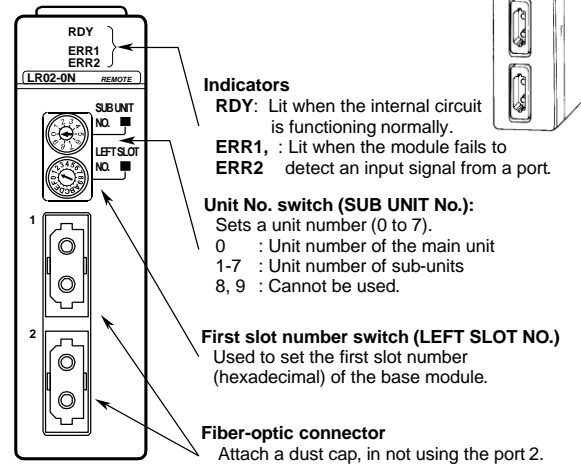 RDY
ERR1
ERR2
LR02-0N REMOTE
SUB UNIT
NO.
LEFT SLOT
NO.
1
2
Indicators
RDY: Lit when the internal circuit
is functioning normally.
ERR1, : Lit when the module fails to
ERR2 detect an input signal from a port.
Unit No. switch (SUB UNIT No.):
Sets a unit number (0 to 7).
0 : Unit number of the main unit
1-7 : Unit number of sub-units
8, 9 : Cannot be used.
First slot number switch (LEFT SLOT NO.)
Used to set the first slot number
(hexadecimal) of the base module.
Fiber-optic connector
Attach a dust cap, in not using the port 2.